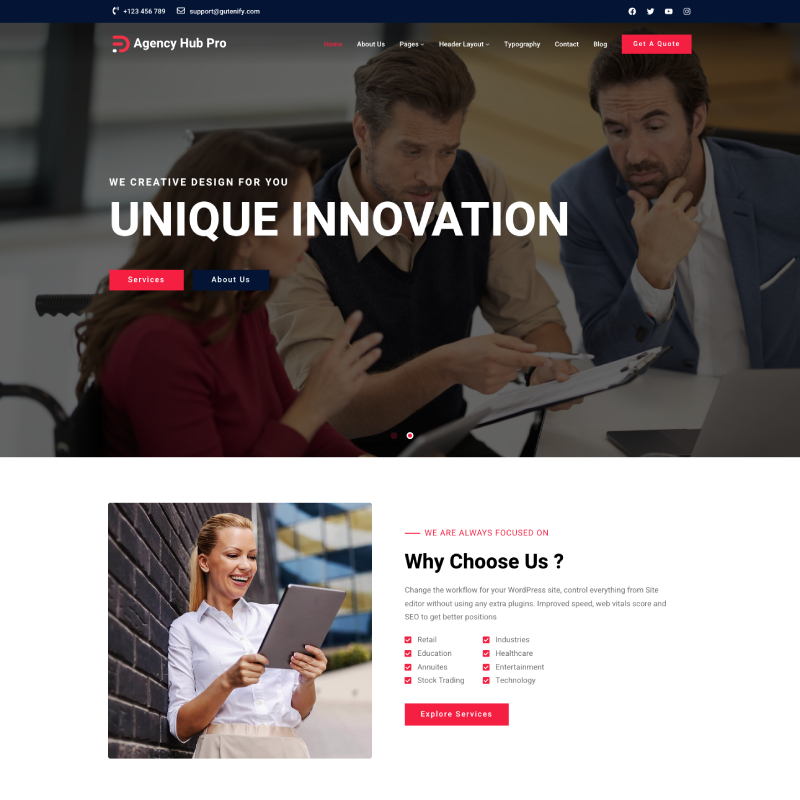 +123 456 789 support@gutenify.com
Agency Hub Pro Home About Us Pages Header Layout Typography Contact Blog Get A Quote
WE CREATIVE DESIGN FOR YOU
UNIQUE INNOVATION
Services About Us
WE ARE ALWAYS FOCUSED ON
Why Choose Us ?
Change the workflow for your WordPress site, control everything from Site
editor without using any extra plugins. Improved speed, web vitals score and
SEO to get better positions
Retail Industries
Education Healthcare
Annuites Entertainment
Stock Trading Technology
Explore Services